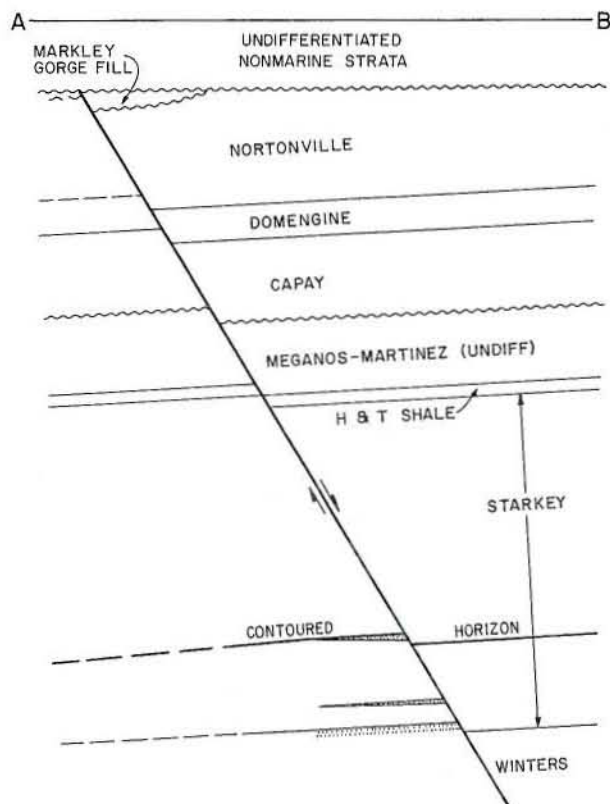 A B
UNDIFFERENTIATED
NONMARINE STRATA
MARKLEY
GORGE FILL
NORTONVILLE
DOMENGINE
CAPAY
MEGANOS-MARTINEZ (UNDIFF)
H & T SHALE
STARKEY
CONTOURED HORIZON
WINTERS